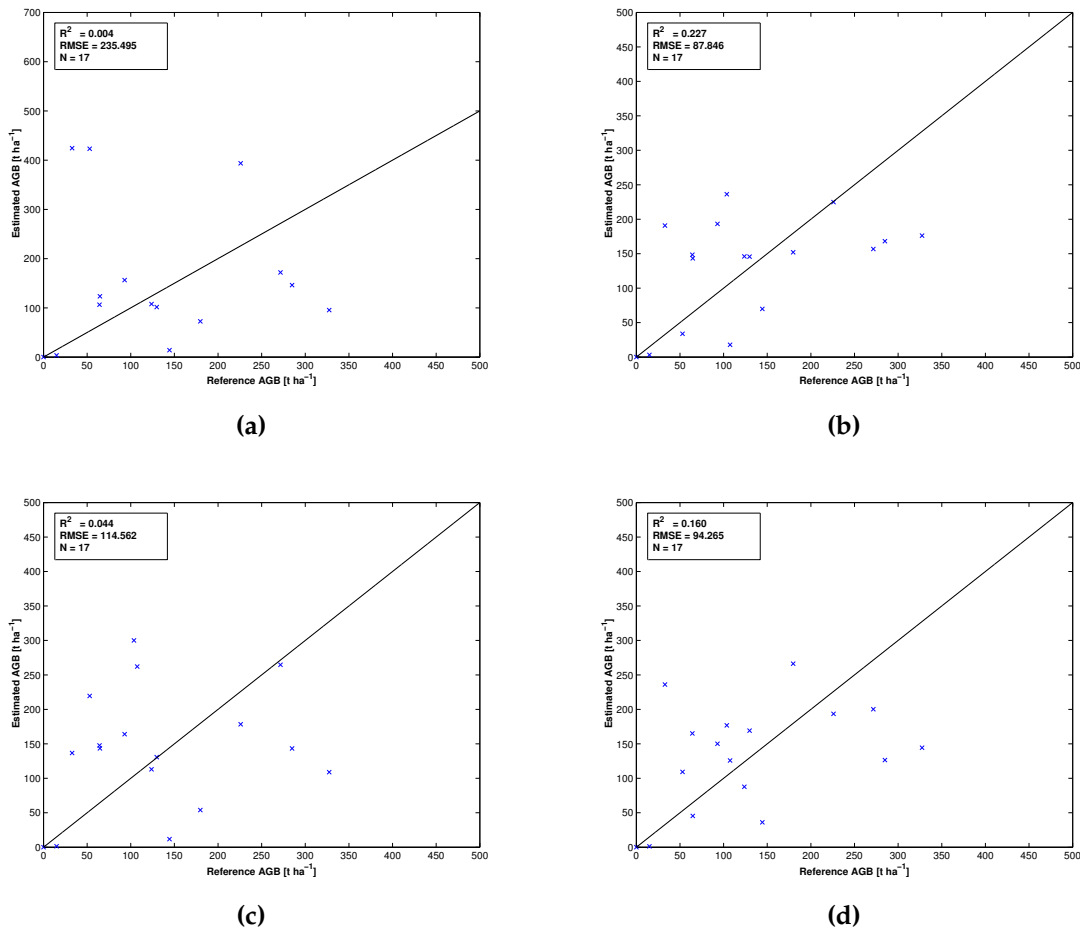 R² = 0.004
RMSE = 235.495
N = 17
700
600
500
400
300
200
100
0
Estimated AGB [t ha⁻¹]
0 50 100 150 200 250 300 350 400 450 500
Reference AGB [t ha⁻¹]
(a)
R² = 0.227
RMSE = 87.846
N = 17
500
450
400
350
300
250
200
150
100
50
0
Estimated AGB [t ha⁻¹]
0 50 100 150 200 250 300 350 400 450 500
Reference AGB [t ha⁻¹]
(b)
R² = 0.044
RMSE = 114.562
N = 17
500
450
400
350
300
250
200
150
100
50
0
Estimated AGB [t ha⁻¹]
0 50 100 150 200 250 300 350 400 450 500
Reference AGB [t ha⁻¹]
(c)
R² = 0.160
RMSE = 94.265
N = 17
500
450
400
350
300
250
200
150
100
50
0
Estimated AGB [t ha⁻¹]
0 50 100 150 200 250 300 350 400 450 500
Reference AGB [t ha⁻¹]
(d)